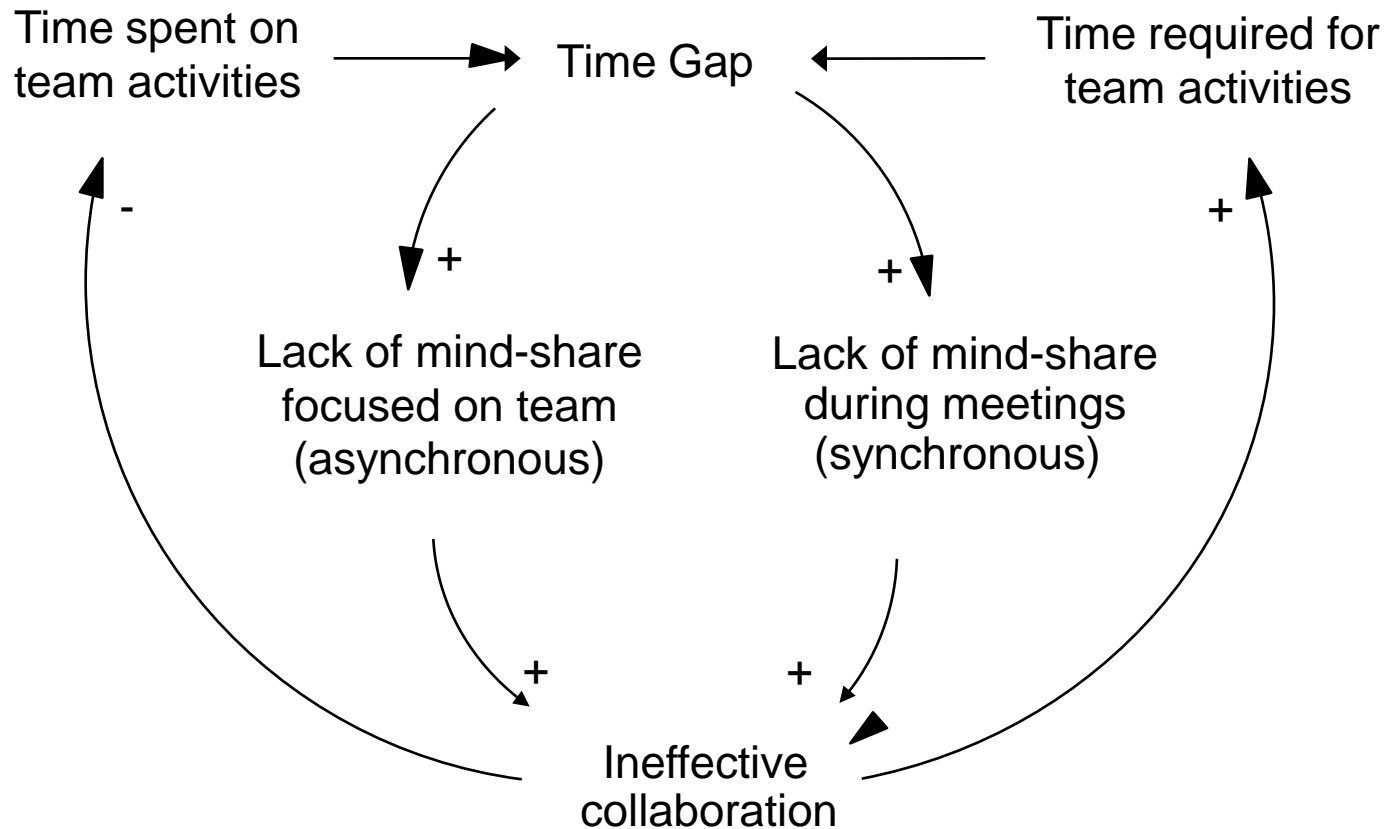 Time spent on
team activities
Time Gap
Time required for
team activities
-
+
+
+
Lack of mind-share
focused on team
(asynchronous)
Lack of mind-share
during meetings
(synchronous)
+
+
Ineffective
collaboration